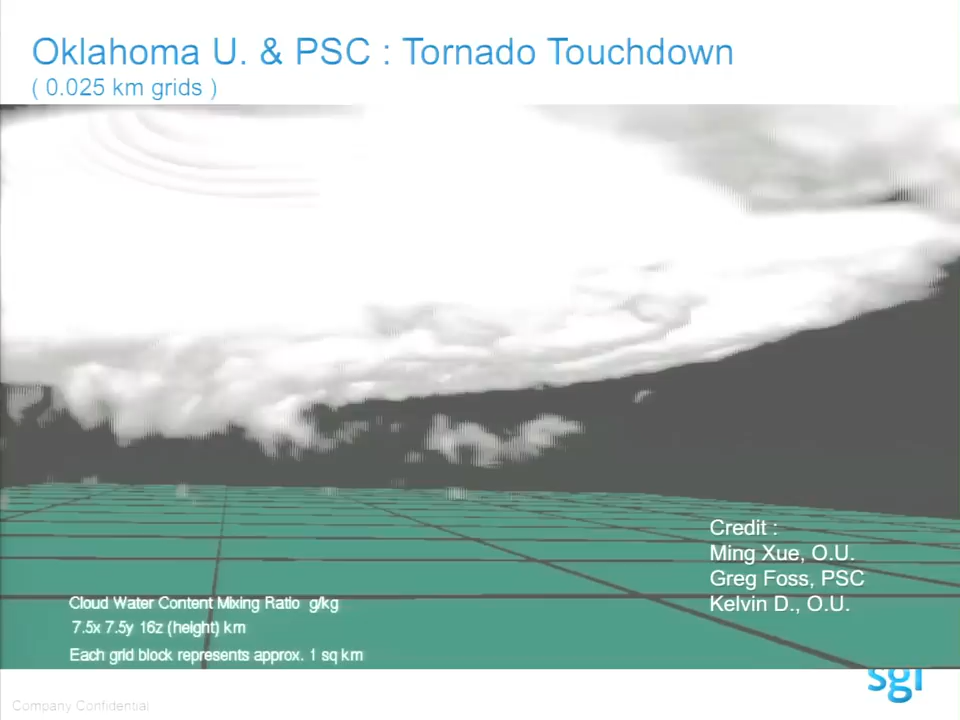 Oklahoma U. & PSC : Tornado Touchdown
( 0.025 km grids )
Credit :
Ming Xue, O.U.
Greg Foss, PSC
Kelvin D., O.U.
Cloud Water Content Mixing Ratio g/kg
7.5x 7.5y 16z (height) km
Each grid block represents approx. 1 sq km
sgi
Company Confidential